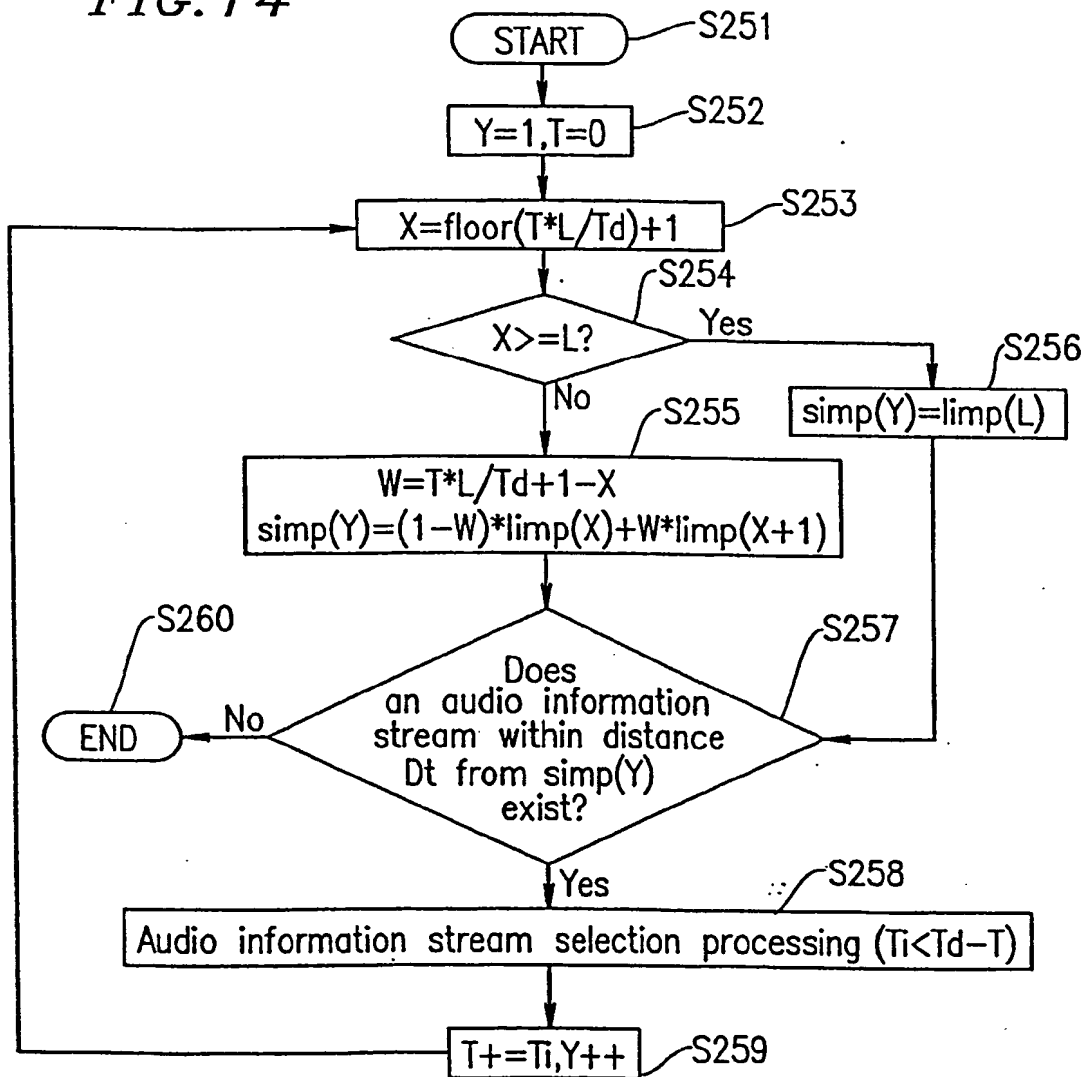 FIG. 74
START
S251
Y=1,T=0
S252
X=floor(T*L/Td)+1
S253
S254
X>=L?
Yes
No
S256
simp(Y)=limp(L)
S255
W=T*L/Td+1-X
simp(Y)=(1-W)*limp(X)+W*limp(X+1)
S260
END
No
S257
Does
an audio information
stream within distance
Dt from simp(Y)
exist?
Yes
S258
Audio information stream selection processing (Ti<Td-T)
T+=Ti,Y++
S259